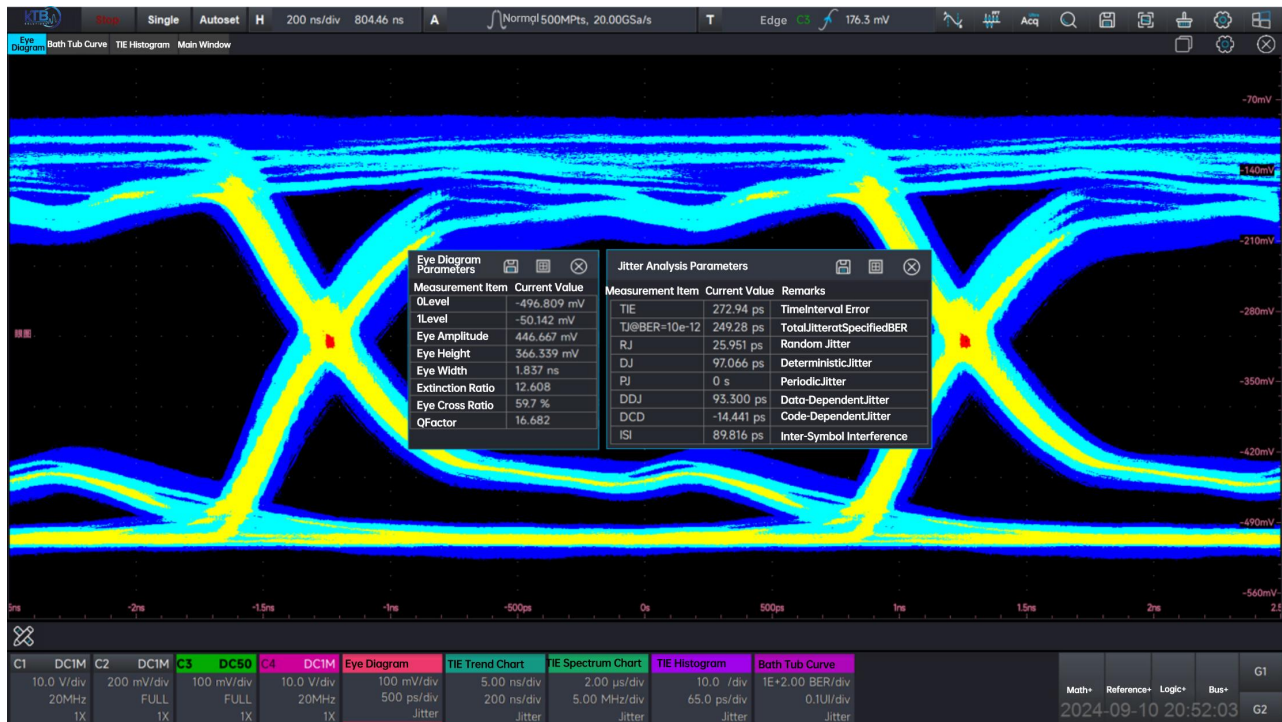 KTB
Stop Single Autoset H 200 ns/div 804.46 ns A Normal 500MPts, 20.00GSa/s T Edge C3 176.3 mV Acq
Eye Diagram Bath Tub Curve TIE Histogram Main Window
-70mV
-140mV
-210mV
-280mV
-350mV
-420mV
-490mV
-560mV
眼图
Eye Diagram Parameters
Measurement Item Current Value
0Level -496.809 mV
1Level -50.142 mV
Eye Amplitude 446.667 mV
Eye Height 366.339 mV
Eye Width 1.837 ns
Extinction Ratio 12.608
Eye Cross Ratio 59.7 %
QFactor 16.682
Jitter Analysis Parameters
Measurement Item Current Value Remarks
TIE 272.94 ps TimeInterval Error
TJ@BER=10e-12 249.28 ps TotalJitteratSpecifiedBER
RJ 25.951 ps Random Jitter
DJ 97.066 ps DeterministicJitter
PJ 0 s PeriodicJitter
DDJ 93.300 ps Data-DependentJitter
DCD -14.441 ps Code-DependentJitter
ISI 89.816 ps Inter-Symbol Interference
5ns -2ns -1.5ns -1ns -500ps 0s 500ps 1ns 1.5ns 2ns 2.5
C1 DC1M C2 DC1M C3 DC50 C4 DC1M Eye Diagram TIE Trend Chart TIE Spectrum Chart TIE Histogram Bath Tub Curve
10.0 V/div 200 mV/div 100 mV/div 10.0 V/div 100 mV/div 5.00 ns/div 2.00 µs/div 10.0 /div 1E+2.00 BER/div
20MHz FULL FULL 20MHz 500 ps/div 200 ns/div 5.00 MHz/div 65.0 ps/div 0.1UI/div
1X 1X 1X 1X Jitter Jitter Jitter Jitter Jitter
Math+ Reference+ Logic+ Bus+
2024-09-10 20:52:03
G1
G2